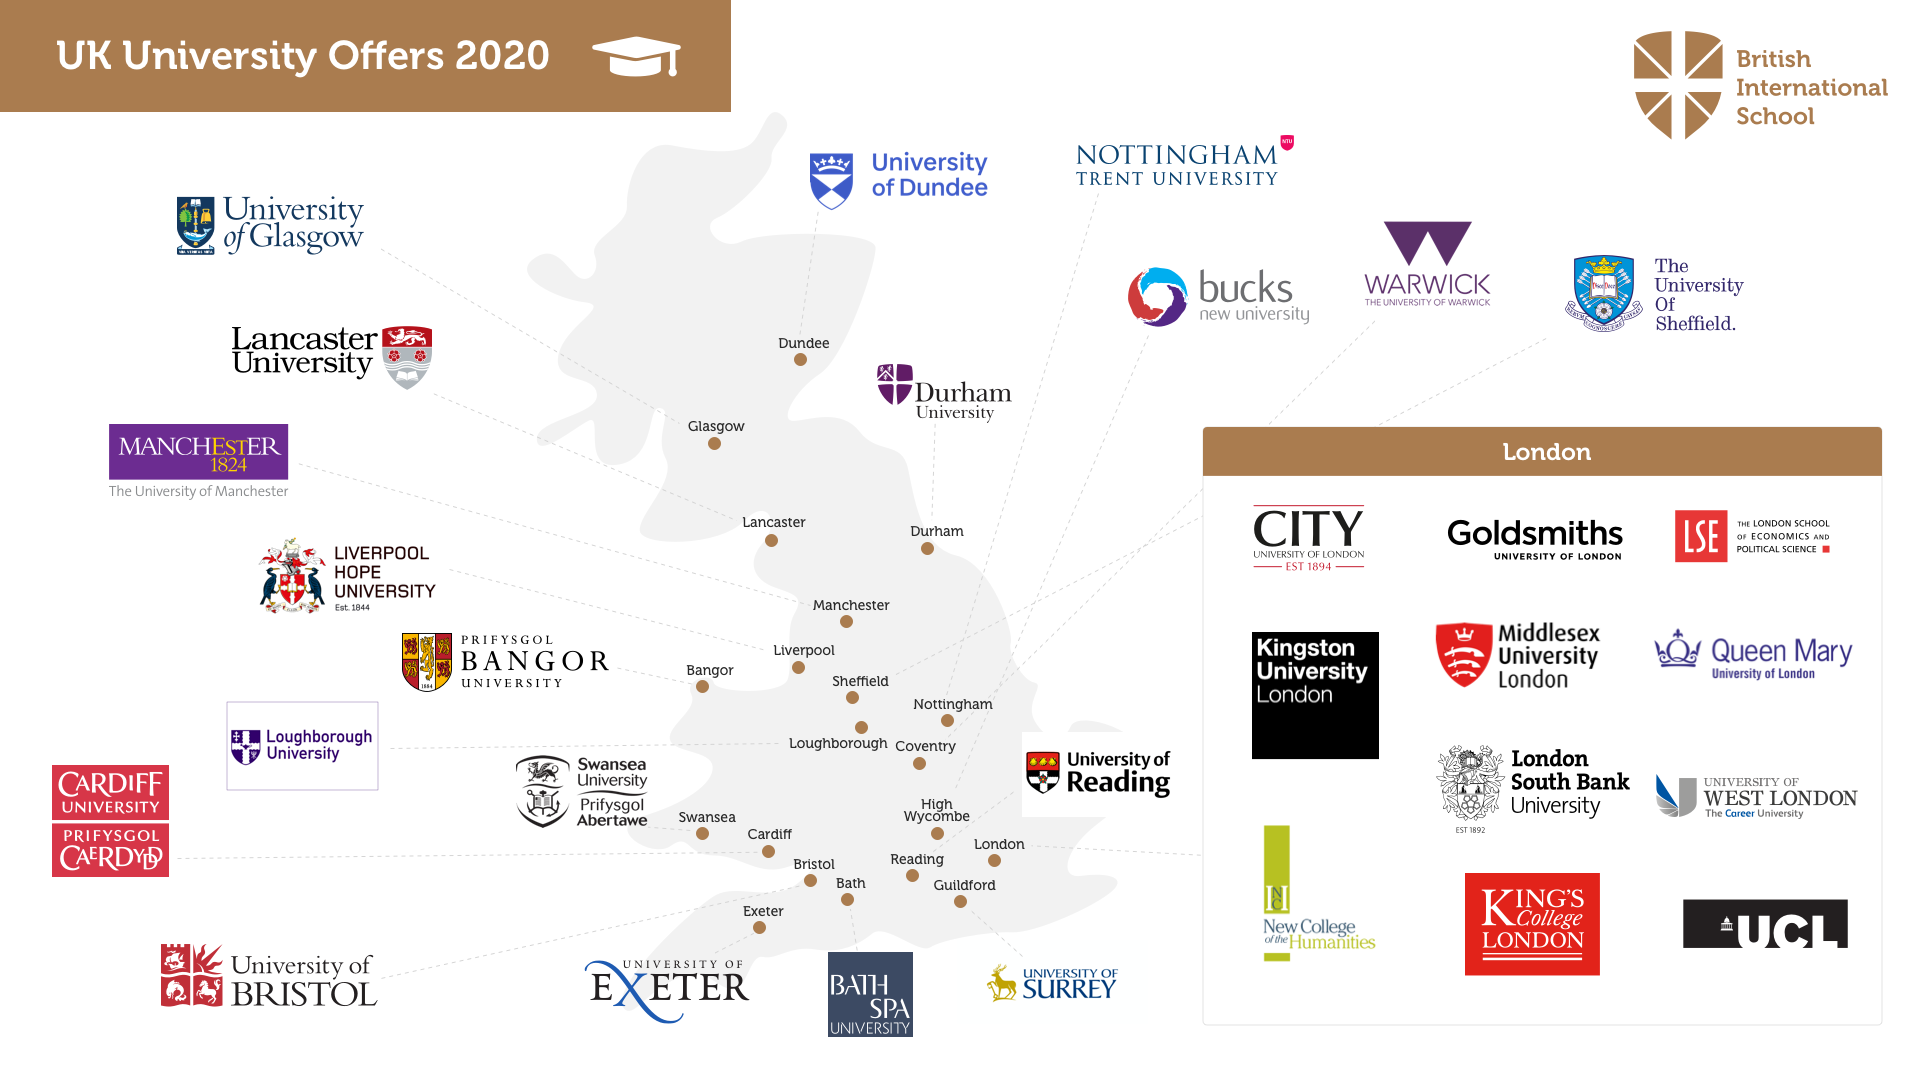 UK University Offers 2020
British
International
School
University
of Dundee
NOTTINGHAM
NTU
TRENT UNIVERSITY
University
of Glasgow
WARWICK
THE UNIVERSITY OF WARWICK
The
University
Of
Sheffield.
bucks
new university
Lancaster
University
Dundee
Durham
University
MANCHESTER
1824
The University of Manchester
Glasgow
London
Lancaster
Durham
CITY
UNIVERSITY OF LONDON
EST 1894
Goldsmiths
UNIVERSITY OF LONDON
LSE
THE LONDON SCHOOL
OF ECONOMICS AND
POLITICAL SCIENCE
LIVERPOOL
HOPE
UNIVERSITY
Est. 1844
Manchester
PRIFYSGOL
BANGOR
UNIVERSITY
1884
Bangor
Liverpool
Sheffield
Nottingham
Kingston
University
London
Middlesex
University
London
Queen Mary
University of London
Loughborough
University
Loughborough
Coventry
Swansea
University
Prifysgol
Abertawe
University of
Reading
London
South Bank
University
EST 1892
UNIVERSITY OF
WEST LONDON
The Career University
CARDIFF
UNIVERSITY
PRIFYSGOL
CAERDYDD
Swansea
Cardiff
High
Wycombe
London
Bristol
Bath
Reading
Guildford
Exeter
NCH
New College
of the Humanities
KING'S
College
LONDON
UCL
University of
BRISTOL
UNIVERSITY OF
EXETER
BATH
SPA
UNIVERSITY
UNIVERSITY OF
SURREY